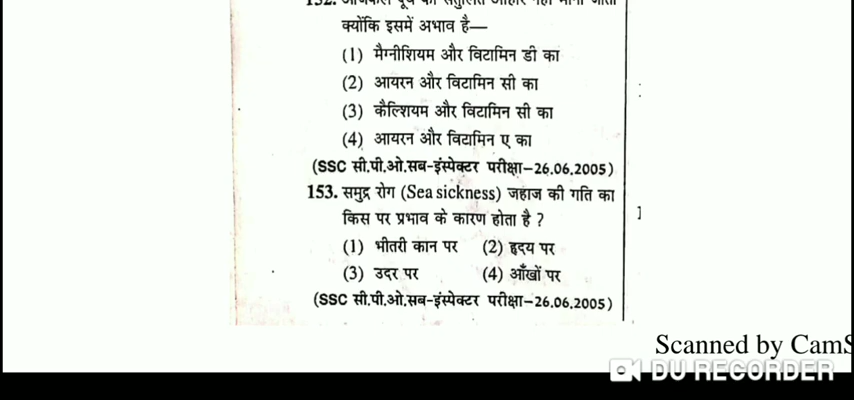 क्योंकि इसमें अभाव है—
(1) मैग्नीशियम और विटामिन डी का
(2) आयरन और विटामिन सी का
(3) कैल्शियम और विटामिन सी का
(4) आयरन और विटामिन ए का
(SSC सी.पी.ओ.सब-इंस्पेक्टर परीक्षा-26.06.2005)
153. समुद्र रोग (Sea sickness) जहाज की गति का
किस पर प्रभाव के कारण होता है ?
(1) भीतरी कान पर (2) हृदय पर
(3) उदर पर (4) आँखों पर
(SSC सी.पी.ओ.सब-इंस्पेक्टर परीक्षा-26.06.2005)
Scanned by CamS
DU RECORDER